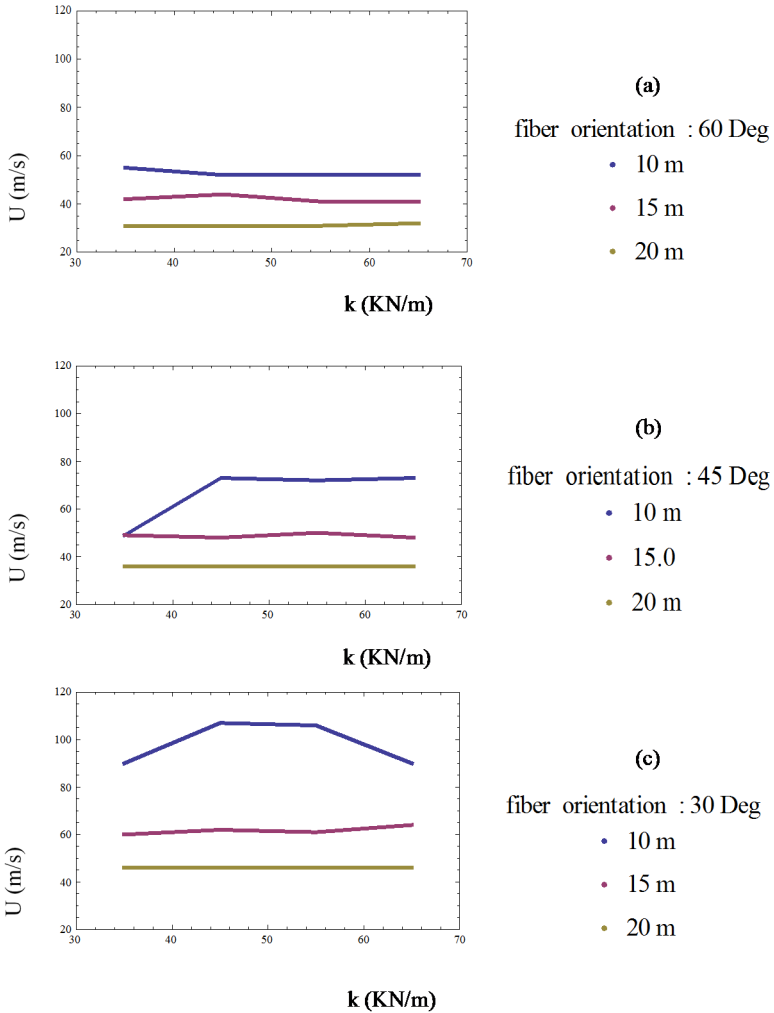 120
100
80
60
40
20
30
40
50
60
70
U (m/s)
k (KN/m)
(a)
fiber orientation : 60 Deg
10 m
15 m
20 m
120
100
80
60
40
20
30
40
50
60
70
U (m/s)
k (KN/m)
(b)
fiber orientation : 45 Deg
10 m
15.0
20 m
120
100
80
60
40
20
30
40
50
60
70
U (m/s)
k (KN/m)
(c)
fiber orientation : 30 Deg
10 m
15 m
20 m